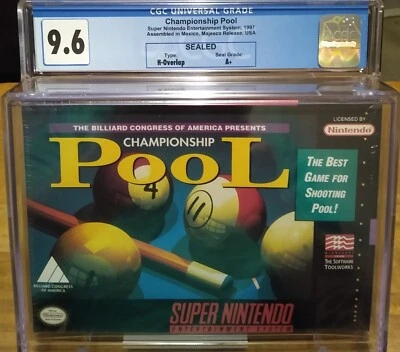 CGC UNIVERSAL GRADE
9.6
Championship Pool
Super Nintendo Entertainment System, 1997
Assembled in Mexico, Majesco Release, USA
SEALED
Type: Seal Grade:
H-Overlap A+
THE BILLIARD CONGRESS OF AMERICA PRESENTS
CHAMPIONSHIP
POOL
LICENSED BY
Nintendo
THE BEST
GAME FOR
SHOOTING
POOL!
4
11
BILLIARD CONGRESS
OF AMERICA
THE SOFTWARE
TOOLWORKS
SUPER NINTENDO
ENTERTAINMENT SYSTEM